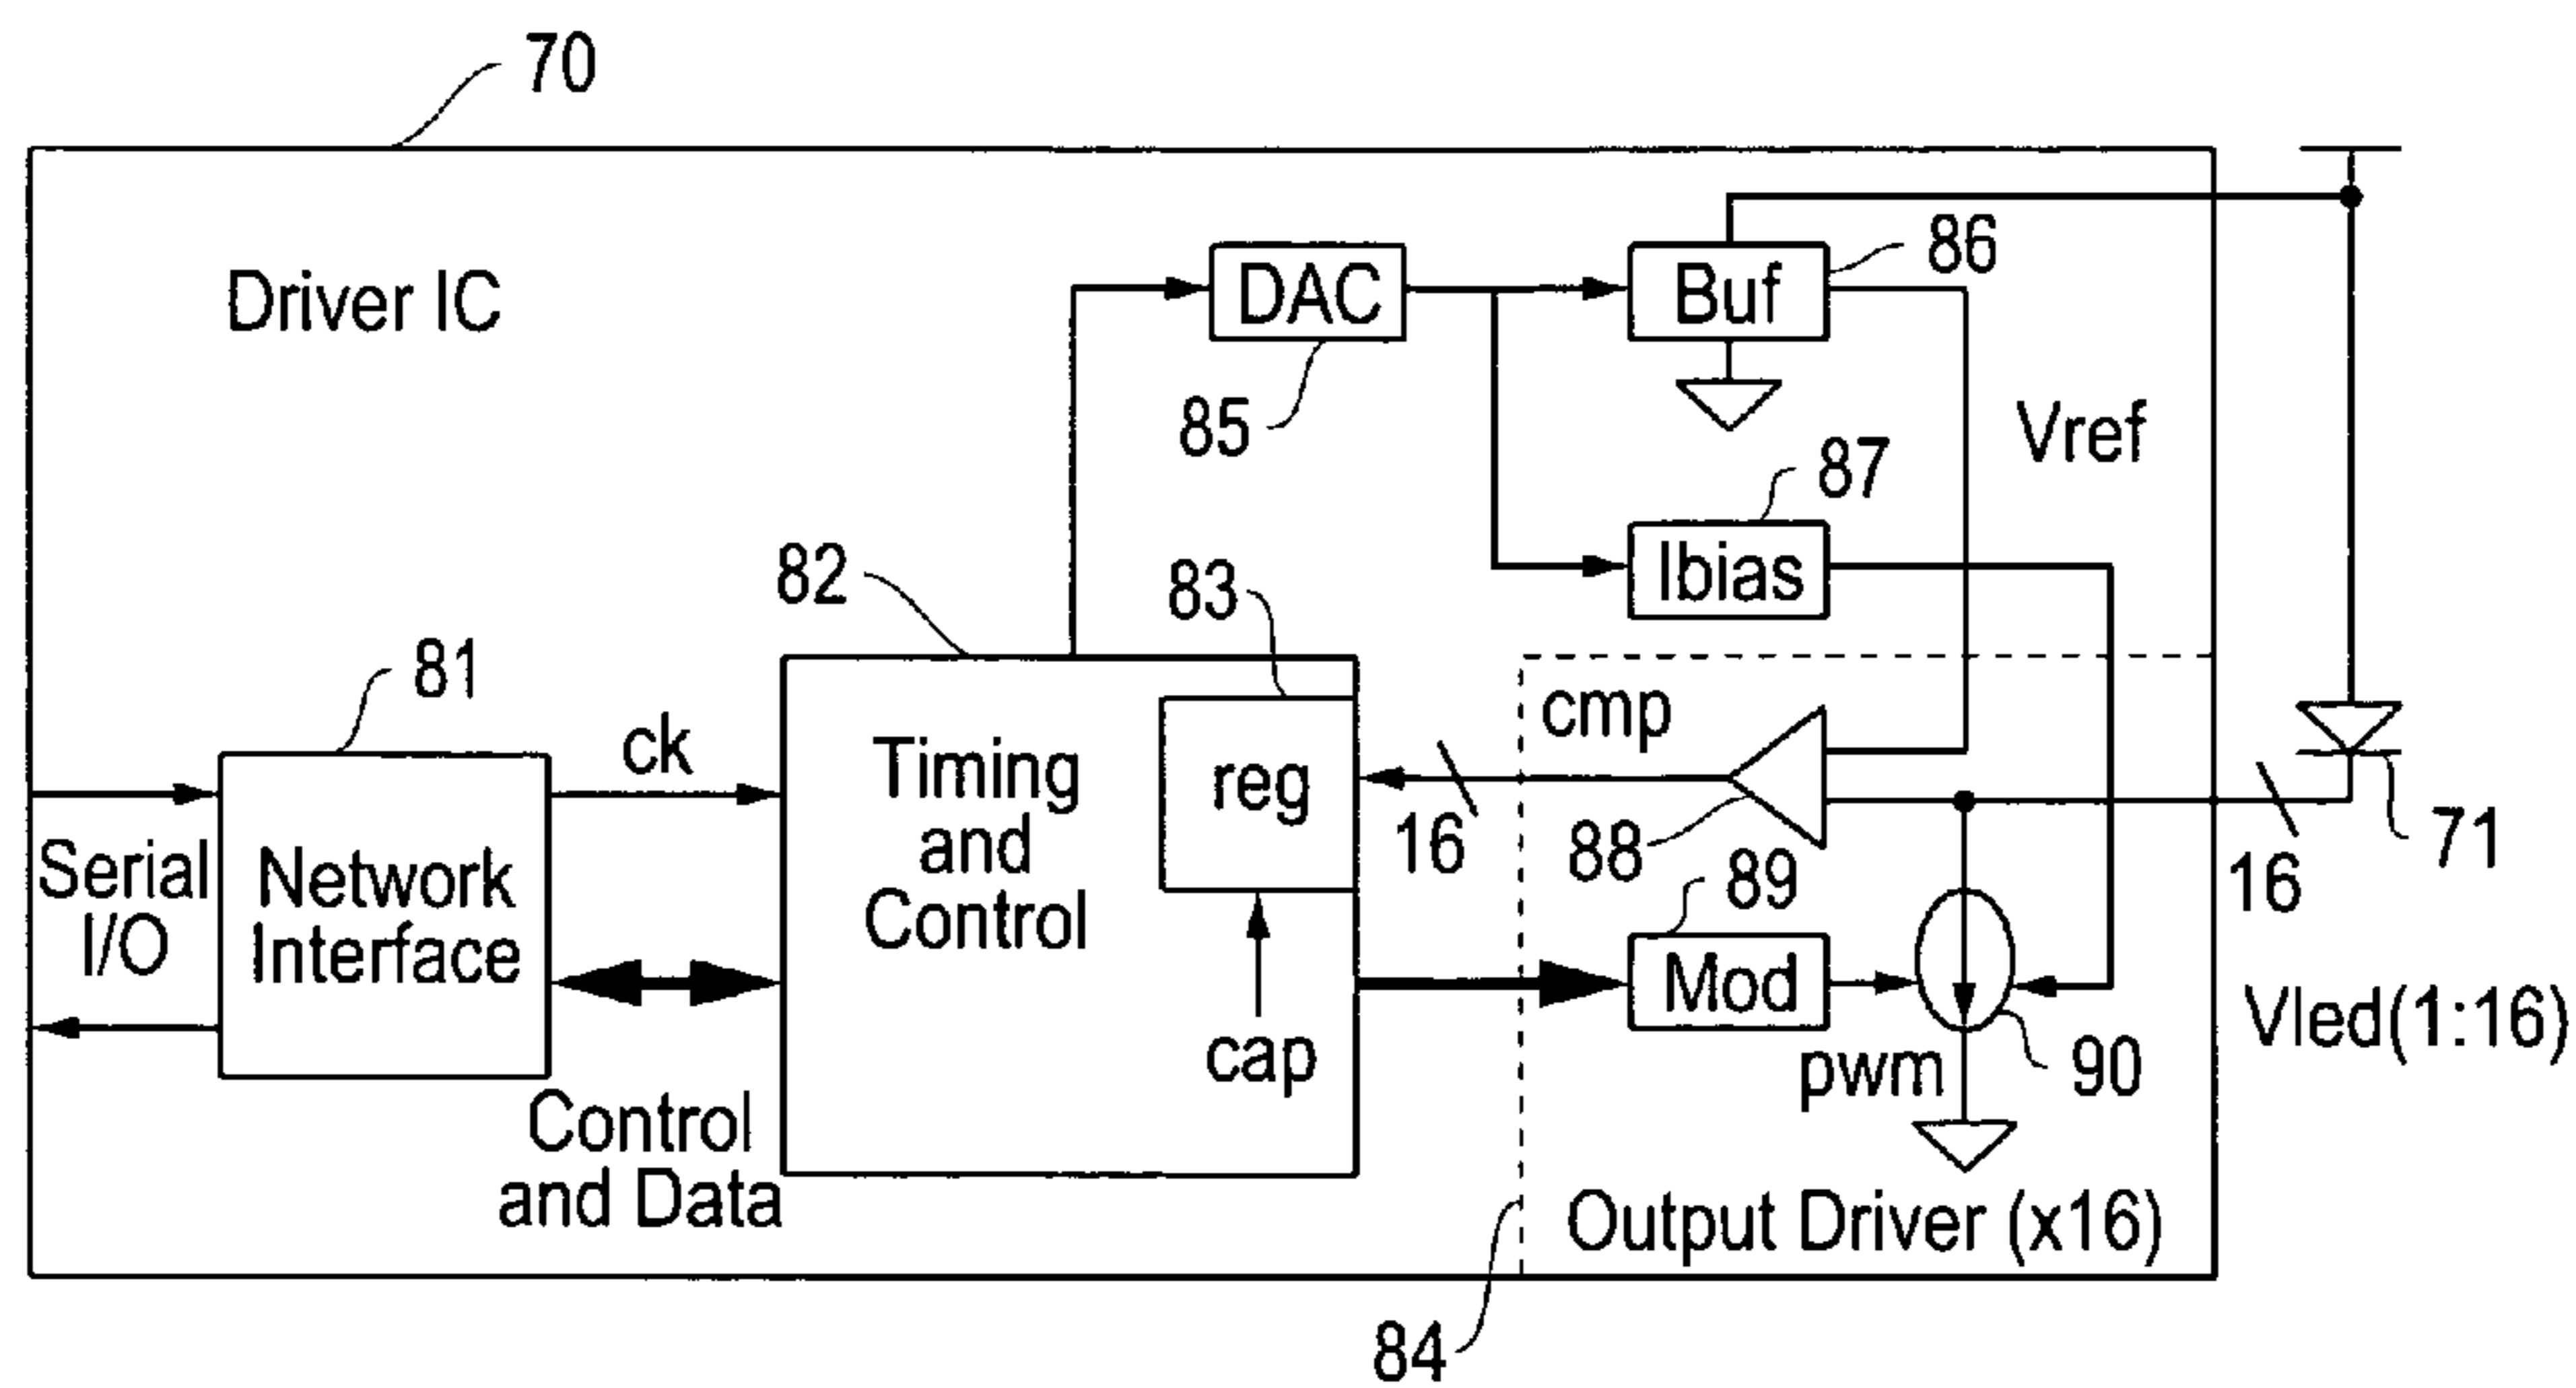 70
Driver IC
DAC
85
Buf
86
Vref
Ibias
87
82
83
81
ck
Serial
I/O
Network
Interface
Timing
and
Control
reg
cap
Control
and Data
cmp
16
88
89
Mod
pwm
90
16
71
Vled(1:16)
Output Driver (x16)
84